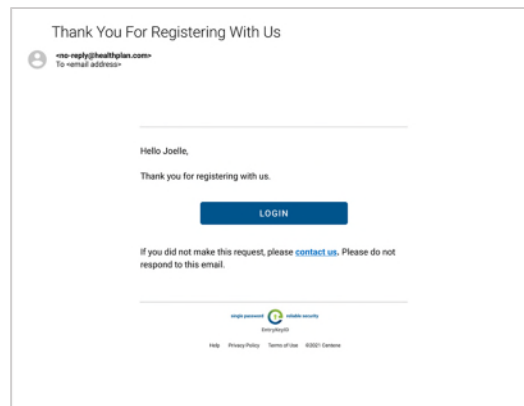 Thank You For Registering With Us
<no-reply@healthplan.com>
To <email address>
Hello Joelle,
Thank you for registering with us.
LOGIN
If you did not make this request, please contact us. Please do not
respond to this email.
single password reliable security
EntryKeyID
Help Privacy Policy Terms of Use ©2021 Centene